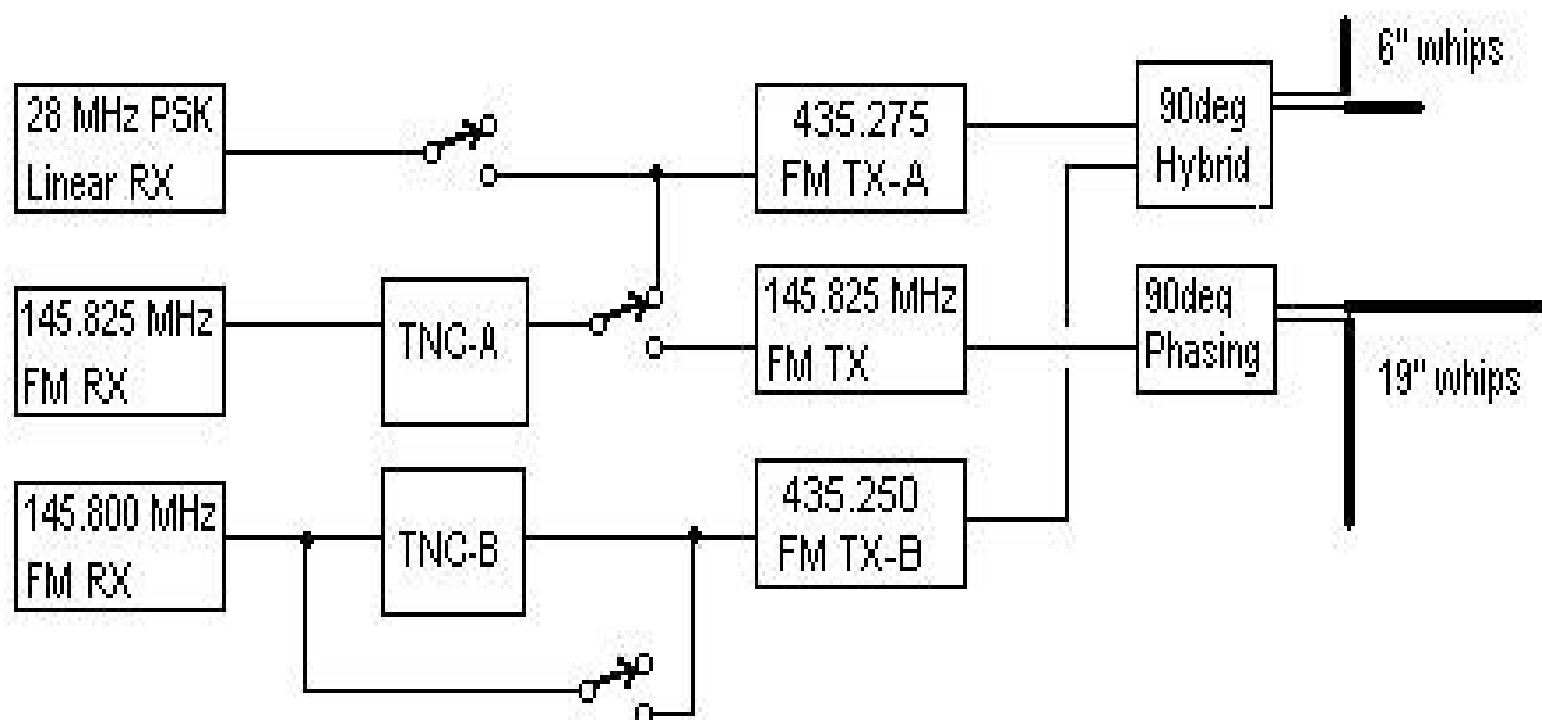 28 MHz PSK
Linear RX
435.275
FM TX-A
90deg
Hybrid
6" whips
145.825 MHz
FM RX
TNC-A
145.825 MHz
FM TX
90deg
Phasing
19" whips
145.800 MHz
FM RX
TNC-B
435.250
FM TX-B